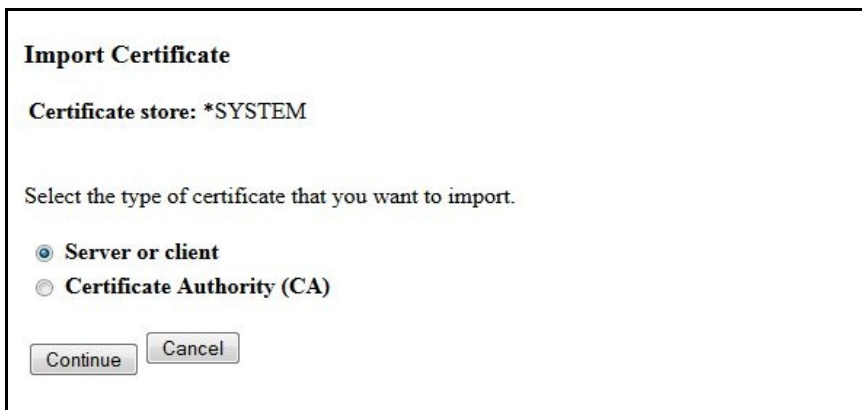 Import Certificate
Certificate store: *SYSTEM
Select the type of certificate that you want to import.
Server or client
Certificate Authority (CA)
Continue Cancel